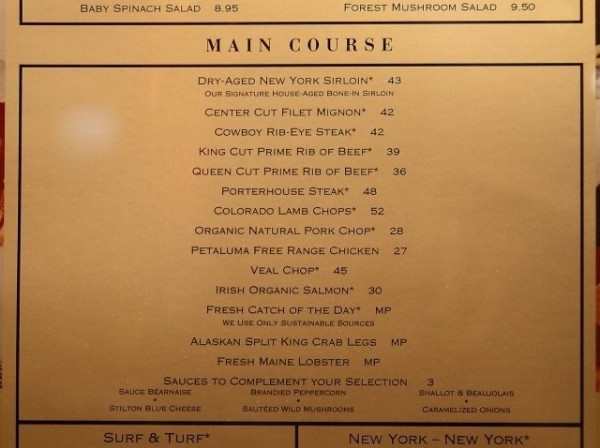 Baby Spinach Salad 8.95 Forest Mushroom Salad 9.50
MAIN COURSE
Dry-Aged New York Sirloin* 43
Our Signature House-Aged Bone-In Sirloin
Center Cut Filet Mignon* 42
Cowboy Rib-Eye Steak* 42
King Cut Prime Rib of Beef* 39
Queen Cut Prime Rib of Beef* 36
Porterhouse Steak* 48
Colorado Lamb Chops* 52
Organic Natural Pork Chop* 28
Petaluma Free Range Chicken 27
Veal Chop* 45
Irish Organic Salmon* 30
Fresh Catch of the Day* MP
We Use Only Sustainable Sources
Alaskan Split King Crab Legs MP
Fresh Maine Lobster MP
Sauces to Complement your Selection 3
Sauce Béarnaise Brandied Peppercorn Shallot & Beaujolais
• • •
Stilton Blue Cheese Sautéed Wild Mushrooms Caramelized Onions
Surf & Turf* New York – New York*